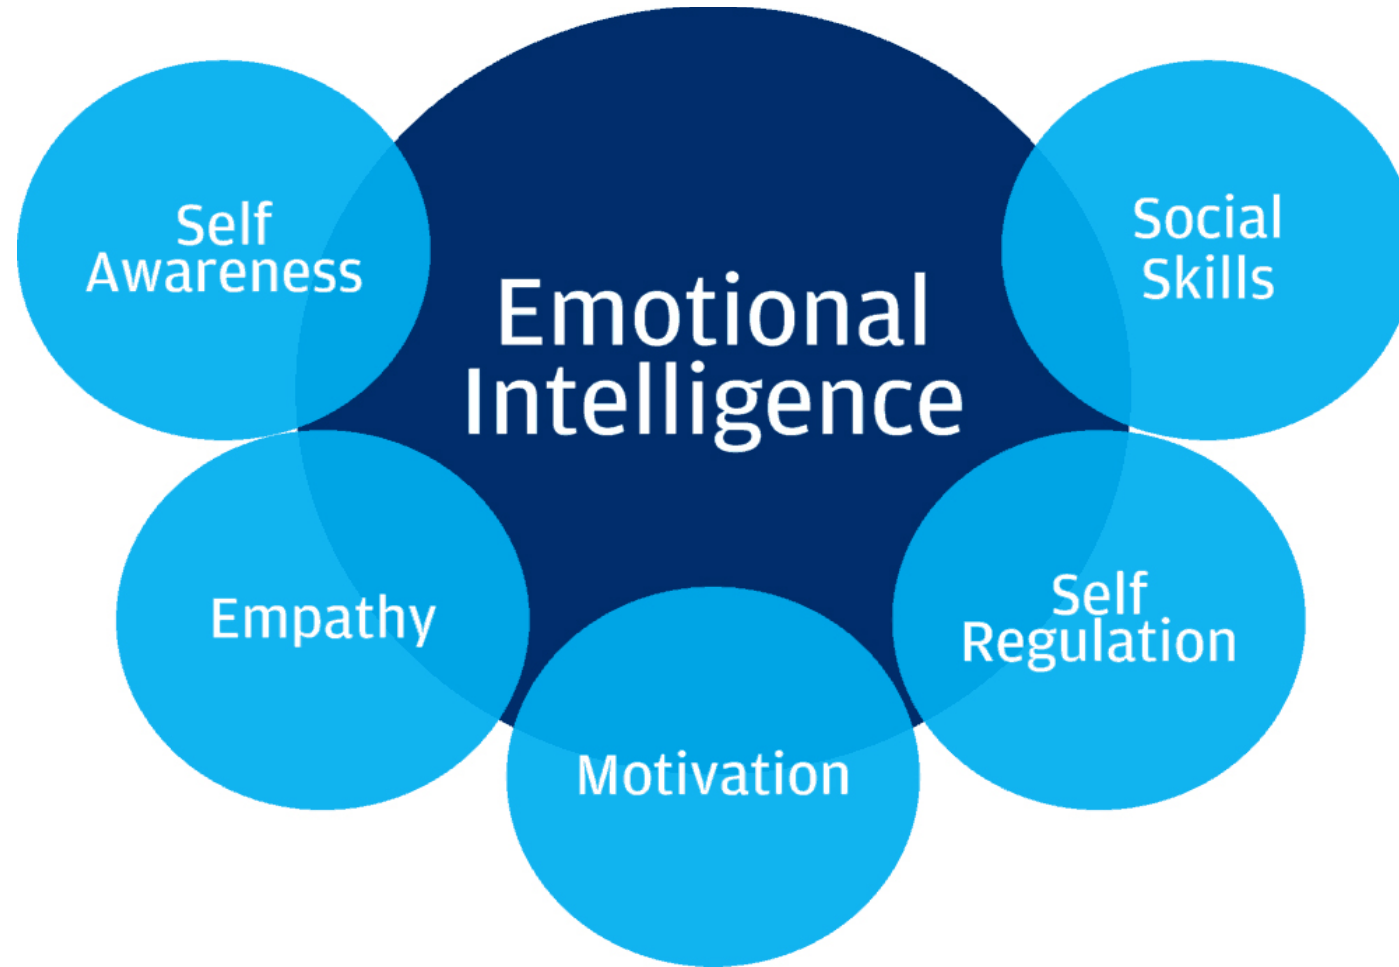 Emotional
Intelligence
Self
Awareness
Empathy
Motivation
Self
Regulation
Social
Skills